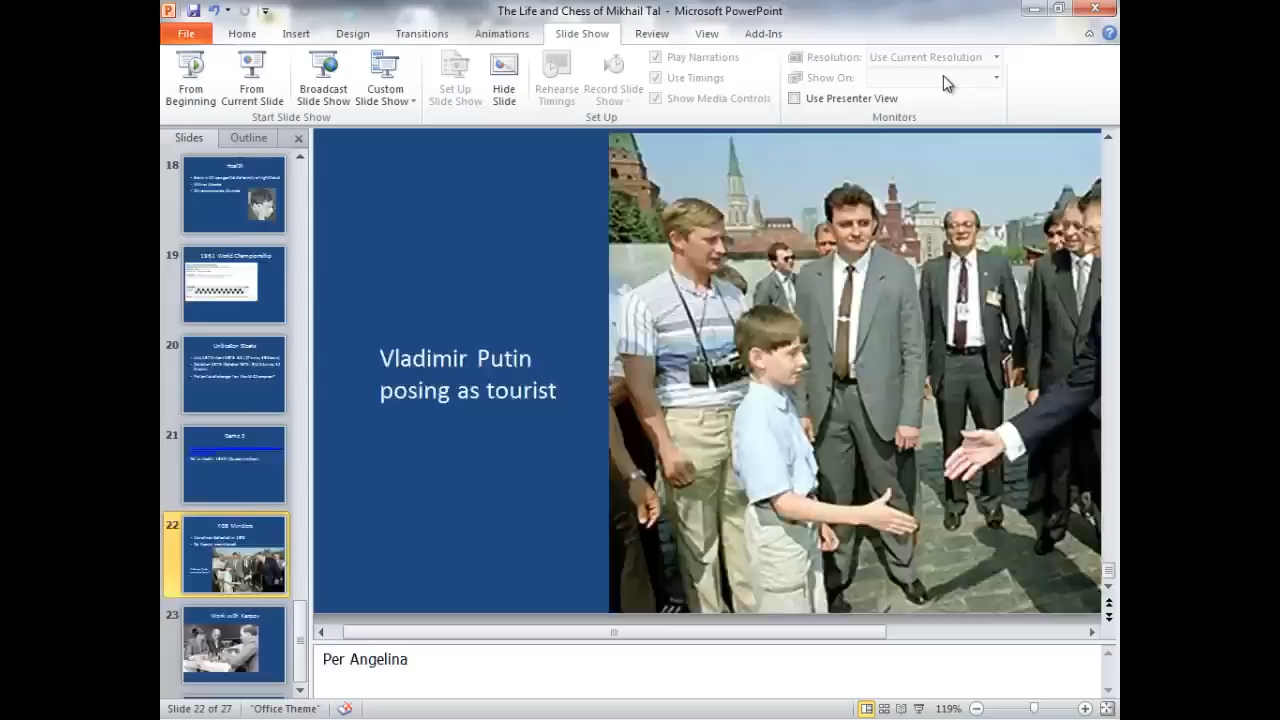 The Life and Chess of Mikhail Tal - Microsoft PowerPoint
File Home Insert Design Transitions Animations Slide Show Review View Add-Ins
From Beginning
From Current Slide
Broadcast Slide Show
Custom Slide Show
Set Up Slide Show
Hide Slide
Rehearse Timings
Record Slide Show
Play Narrations
Use Timings
Show Media Controls
Resolution: Use Current Resolution
Show On:
Use Presenter View
Start Slide Show
Set Up
Monitors
Slides Outline
18
Health
19
1961 World Championship
20
Unbeaten Streaks
21
Game 3
22
KGB Minders
23
Work with Karpov
Vladimir Putin
posing as tourist
Per Angelina
Slide 22 of 27 "Office Theme" 119%